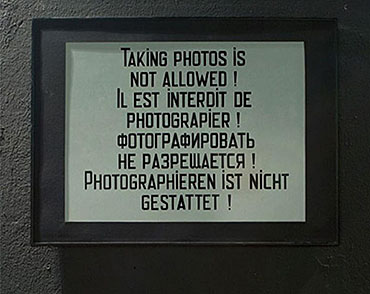 Taking photos is
not allowed !
Il est interdit de
photograpier !
фотографировать
не разрешается !
Photographieren ist nicht
gestattet !